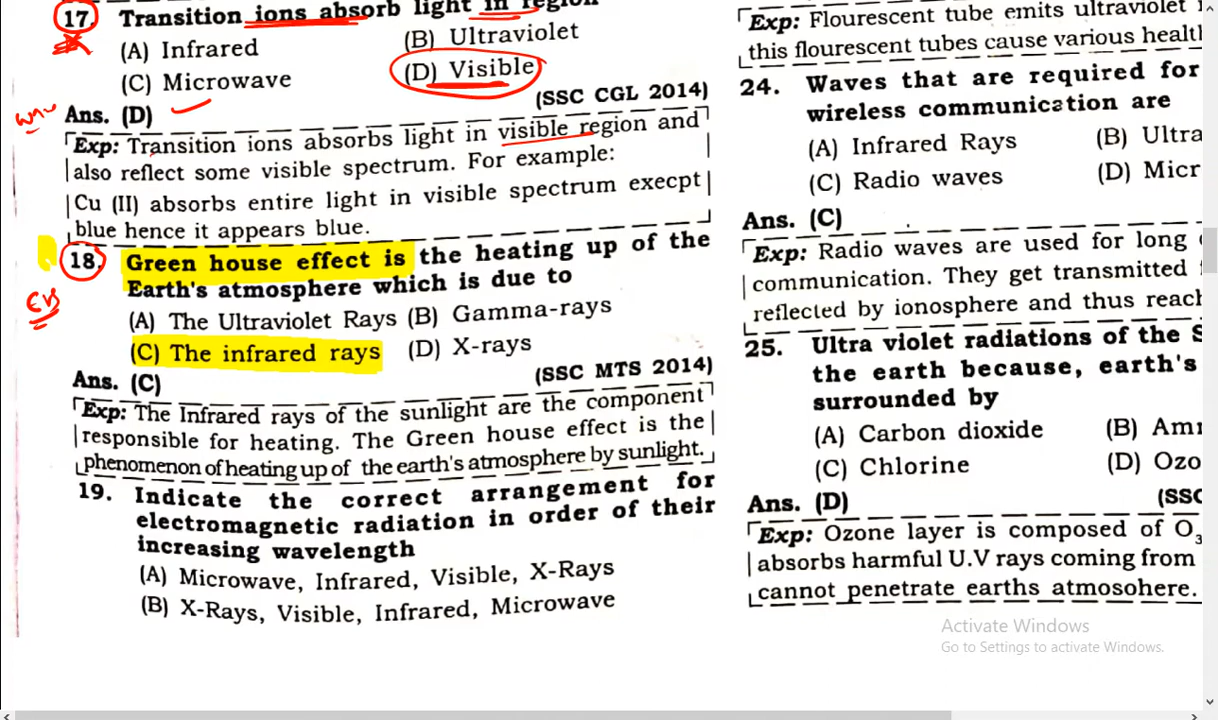 17. Transition ions absorb light in region
(A) Infrared (B) Ultraviolet
(C) Microwave (D) Visible
Ans. (D) (SSC CGL 2014)
Exp: Transition ions absorbs light in visible region and
also reflect some visible spectrum. For example:
Cu (II) absorbs entire light in visible spectrum execpt
blue hence it appears blue.
18. Green house effect is the heating up of the
Earth's atmosphere which is due to
(A) The Ultraviolet Rays (B) Gamma-rays
(C) The infrared rays (D) X-rays
Ans. (C) (SSC MTS 2014)
Exp: The Infrared rays of the sunlight are the component
responsible for heating. The Green house effect is the
phenomenon of heating up of the earth's atmosphere by sunlight.
19. Indicate the correct arrangement for
electromagnetic radiation in order of their
increasing wavelength
(A) Microwave, Infrared, Visible, X-Rays
(B) X-Rays, Visible, Infrared, Microwave
Exp: Flourescent tube emits ultraviolet
this flourescent tubes cause various healt
24. Waves that are required for
wireless communication are
(A) Infrared Rays (B) Ultra
(C) Radio waves (D) Micr
Ans. (C)
Exp: Radio waves are used for long
communication. They get transmitted
reflected by ionosphere and thus reach
25. Ultra violet radiations of the S
the earth because, earth's
surrounded by
(A) Carbon dioxide (B) Am
(C) Chlorine (D) Ozo
Ans. (D) (SSC
Exp: Ozone layer is composed of O₃
absorbs harmful U.V rays coming from
cannot penetrate earths atmosohere.
Activate Windows
Go to Settings to activate Windows.